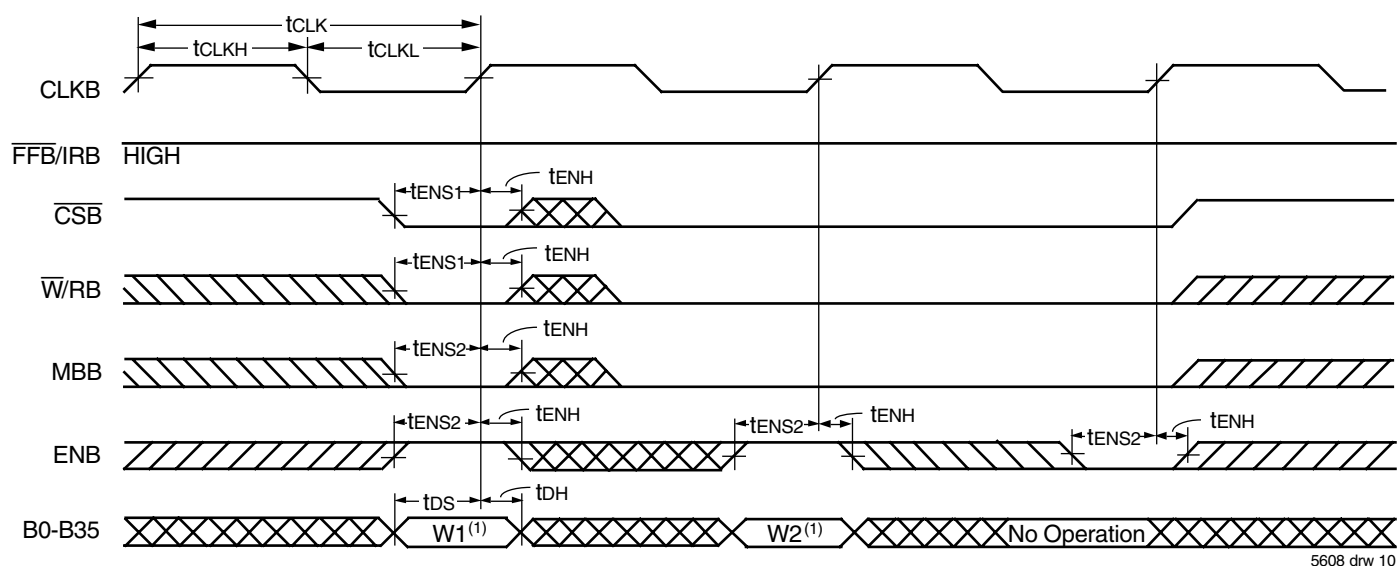 tCLK
tCLKH tCLKL
CLKB
FFB/IRB HIGH
tENS1 tENH
CSB
tENS1 tENH
W/RB
tENS2 tENH
MBB
tENS2 tENH tENS2 tENH tENS2 tENH
ENB
tDS tDH
B0-B35 W1(1) W2(1) No Operation
5608 drw 10